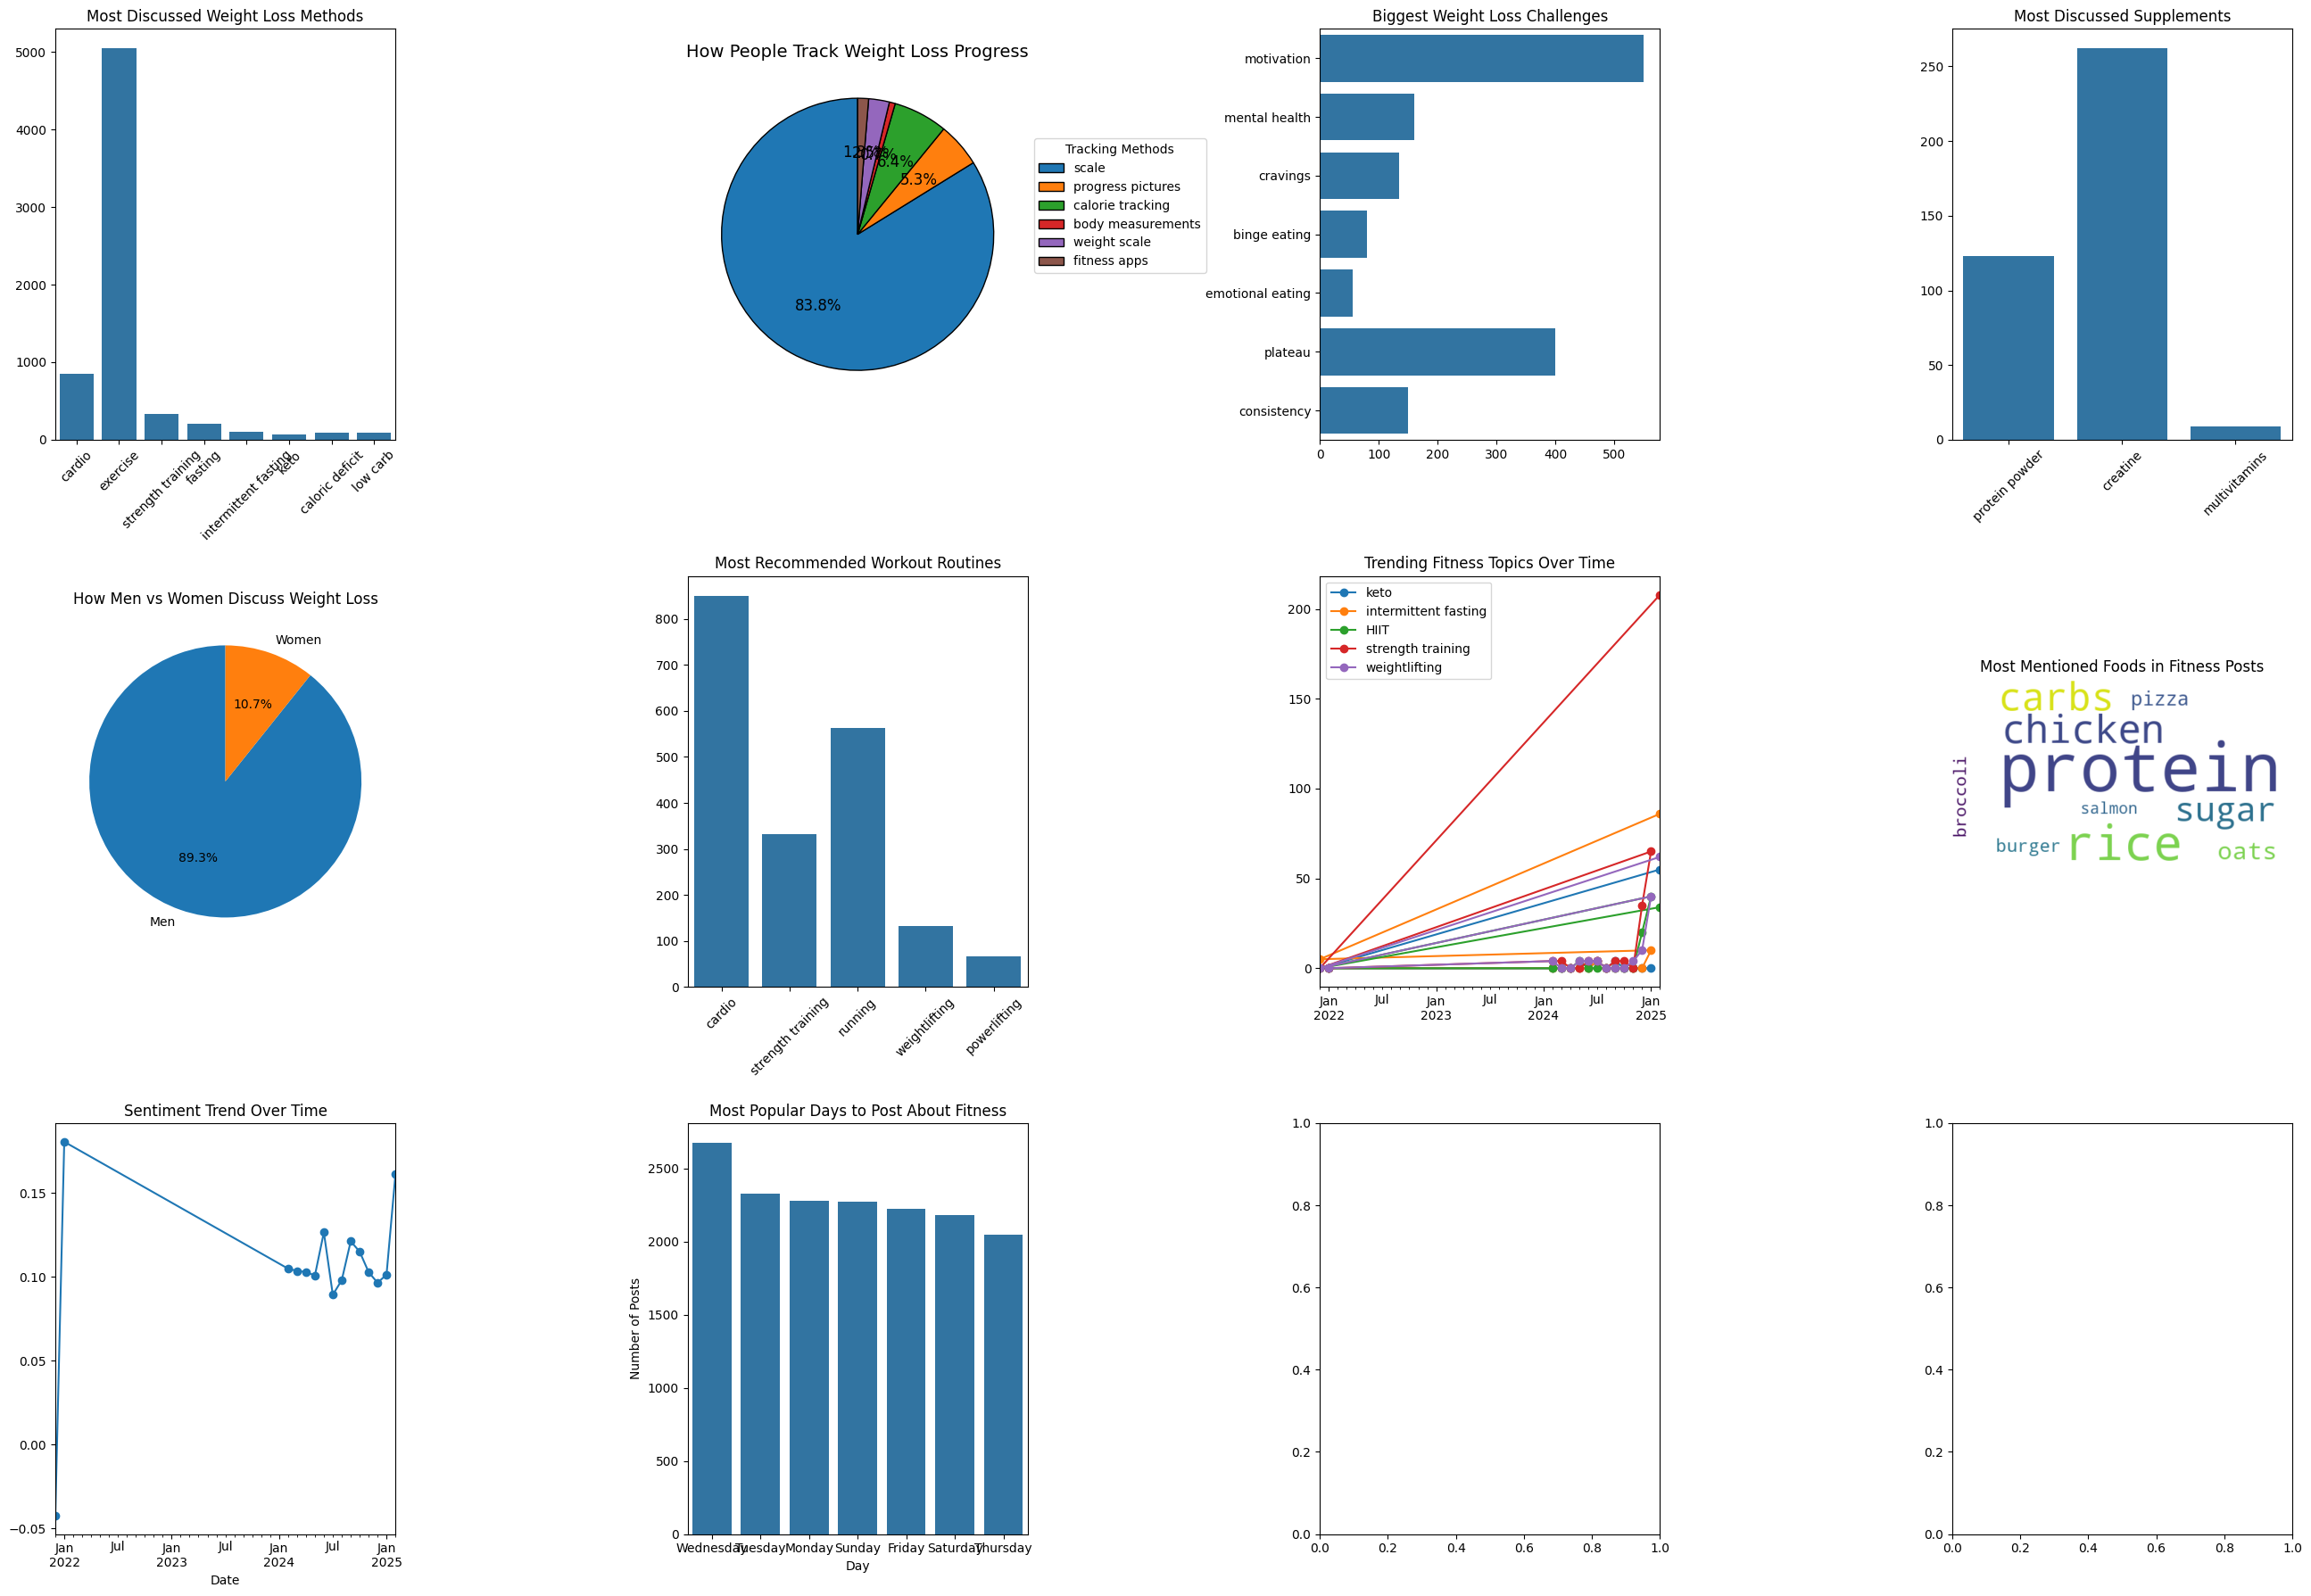 Most Discussed Weight Loss Methods
5000
4000
3000
2000
1000
0
cardio
exercise
strength training
fasting
intermittent fasting
keto
caloric deficit
low carb
How People Track Weight Loss Progress
6.4%
5.3%
83.8%
Tracking Methods
scale
progress pictures
calorie tracking
body measurements
weight scale
fitness apps
Biggest Weight Loss Challenges
motivation
mental health
cravings
binge eating
emotional eating
plateau
consistency
0 100 200 300 400 500
Most Discussed Supplements
250
200
150
100
50
0
protein powder
creatine
multivitamins
How Men vs Women Discuss Weight Loss
Women
10.7%
89.3%
Men
Most Recommended Workout Routines
800
700
600
500
400
300
200
100
0
cardio
strength training
running
weightlifting
powerlifting
Trending Fitness Topics Over Time
keto
intermittent fasting
HIIT
strength training
weightlifting
200
150
100
50
0
Jan Jul Jan Jul Jan Jul Jan
2022 2023 2024 2025
Most Mentioned Foods in Fitness Posts
carbs
pizza
chicken
protein
broccoli
salmon
sugar
burger
rice
oats
Sentiment Trend Over Time
0.15
0.10
0.05
0.00
−0.05
Jan Jul Jan Jul Jan Jul Jan
2022 2023 2024 2025
Date
Most Popular Days to Post About Fitness
Number of Posts
2500
2000
1500
1000
500
0
Wednesday Tuesday Monday Sunday Friday Saturday Thursday
Day
1.0
0.8
0.6
0.4
0.2
0.0
0.0 0.2 0.4 0.6 0.8 1.0
1.0
0.8
0.6
0.4
0.2
0.0
0.0 0.2 0.4 0.6 0.8 1.0